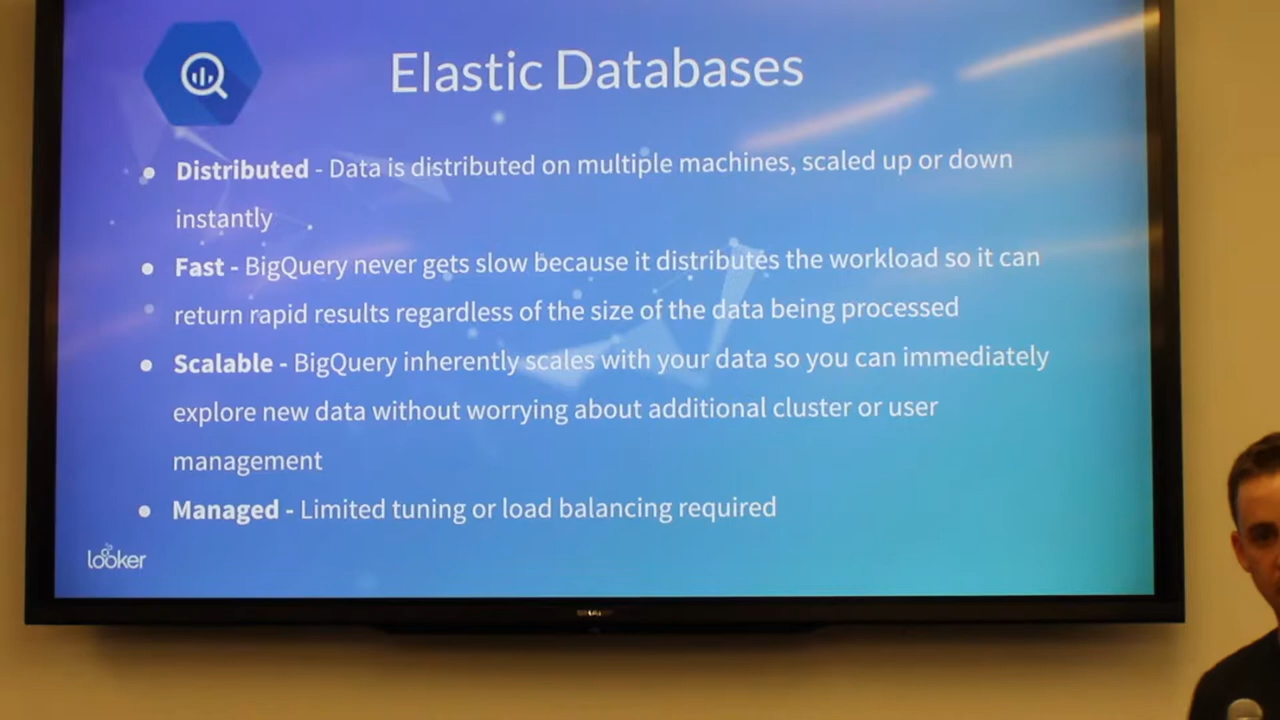 Elastic Databases
• Distributed - Data is distributed on multiple machines, scaled up or down
instantly
• Fast - BigQuery never gets slow because it distributes the workload so it can
return rapid results regardless of the size of the data being processed
• Scalable - BigQuery inherently scales with your data so you can immediately
explore new data without worrying about additional cluster or user
management
• Managed - Limited tuning or load balancing required
looker